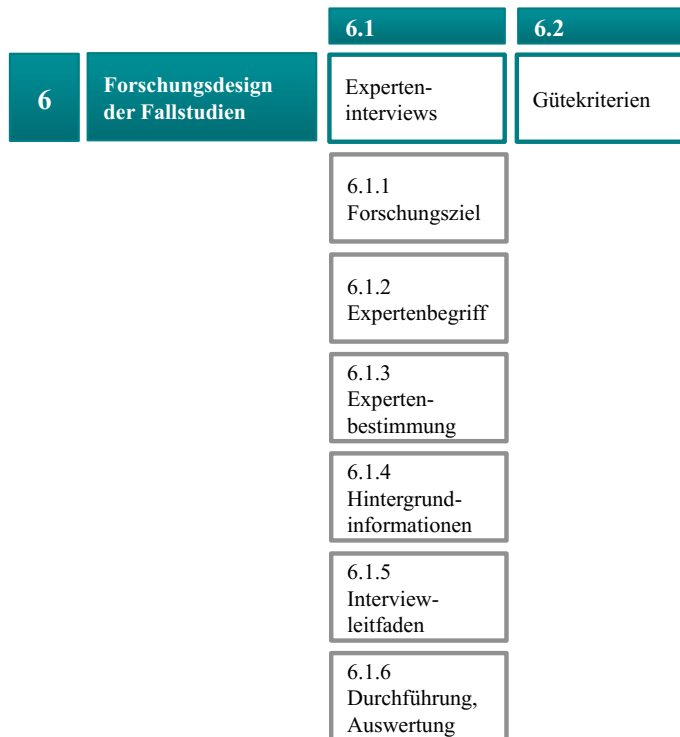 6.1
6.2
6
Forschungsdesign
der Fallstudien
Experten-
interviews
Gütekriterien
6.1.1
Forschungsziel
6.1.2
Expertenbegriff
6.1.3
Experten-
bestimmung
6.1.4
Hintergrund-
informationen
6.1.5
Interview-
leitfaden
6.1.6
Durchführung,
Auswertung